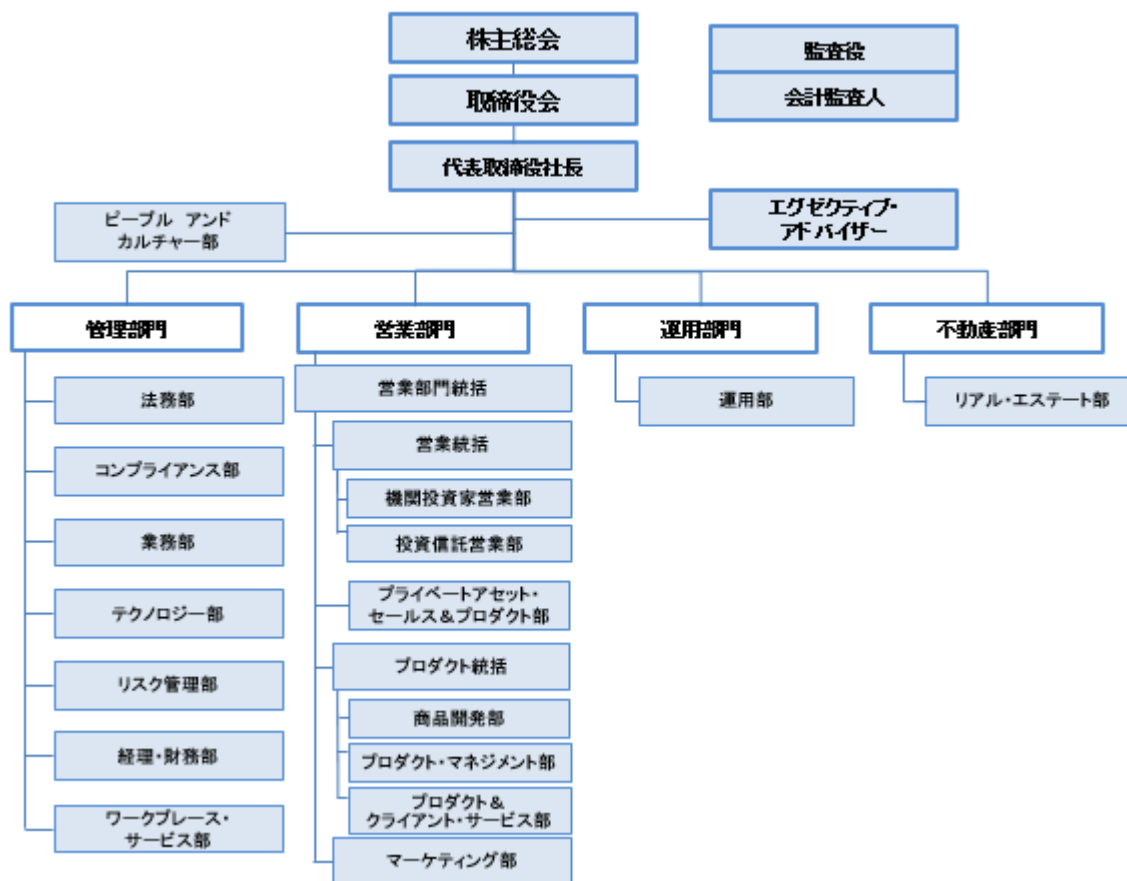 株主総会
監査役
取締役会
会計監査人
代表取締役社長
ピープル アンド
カルチャー部
エグゼクティブ・
アドバイザー
管理部門
営業部門
運用部門
不動産部門
法務部
コンプライアンス部
業務部
テクノロジー部
リスク管理部
経理・財務部
ワークプレース・
サービス部
営業部門統括
営業統括
機関投資家営業部
投資信託営業部
プライベートアセット・
セールス＆プロダクト部
プロダクト統括
商品開発部
プロダクト・マネジメント部
プロダクト＆
クライアント・サービス部
マーケティング部
運用部
リアル・エステート部